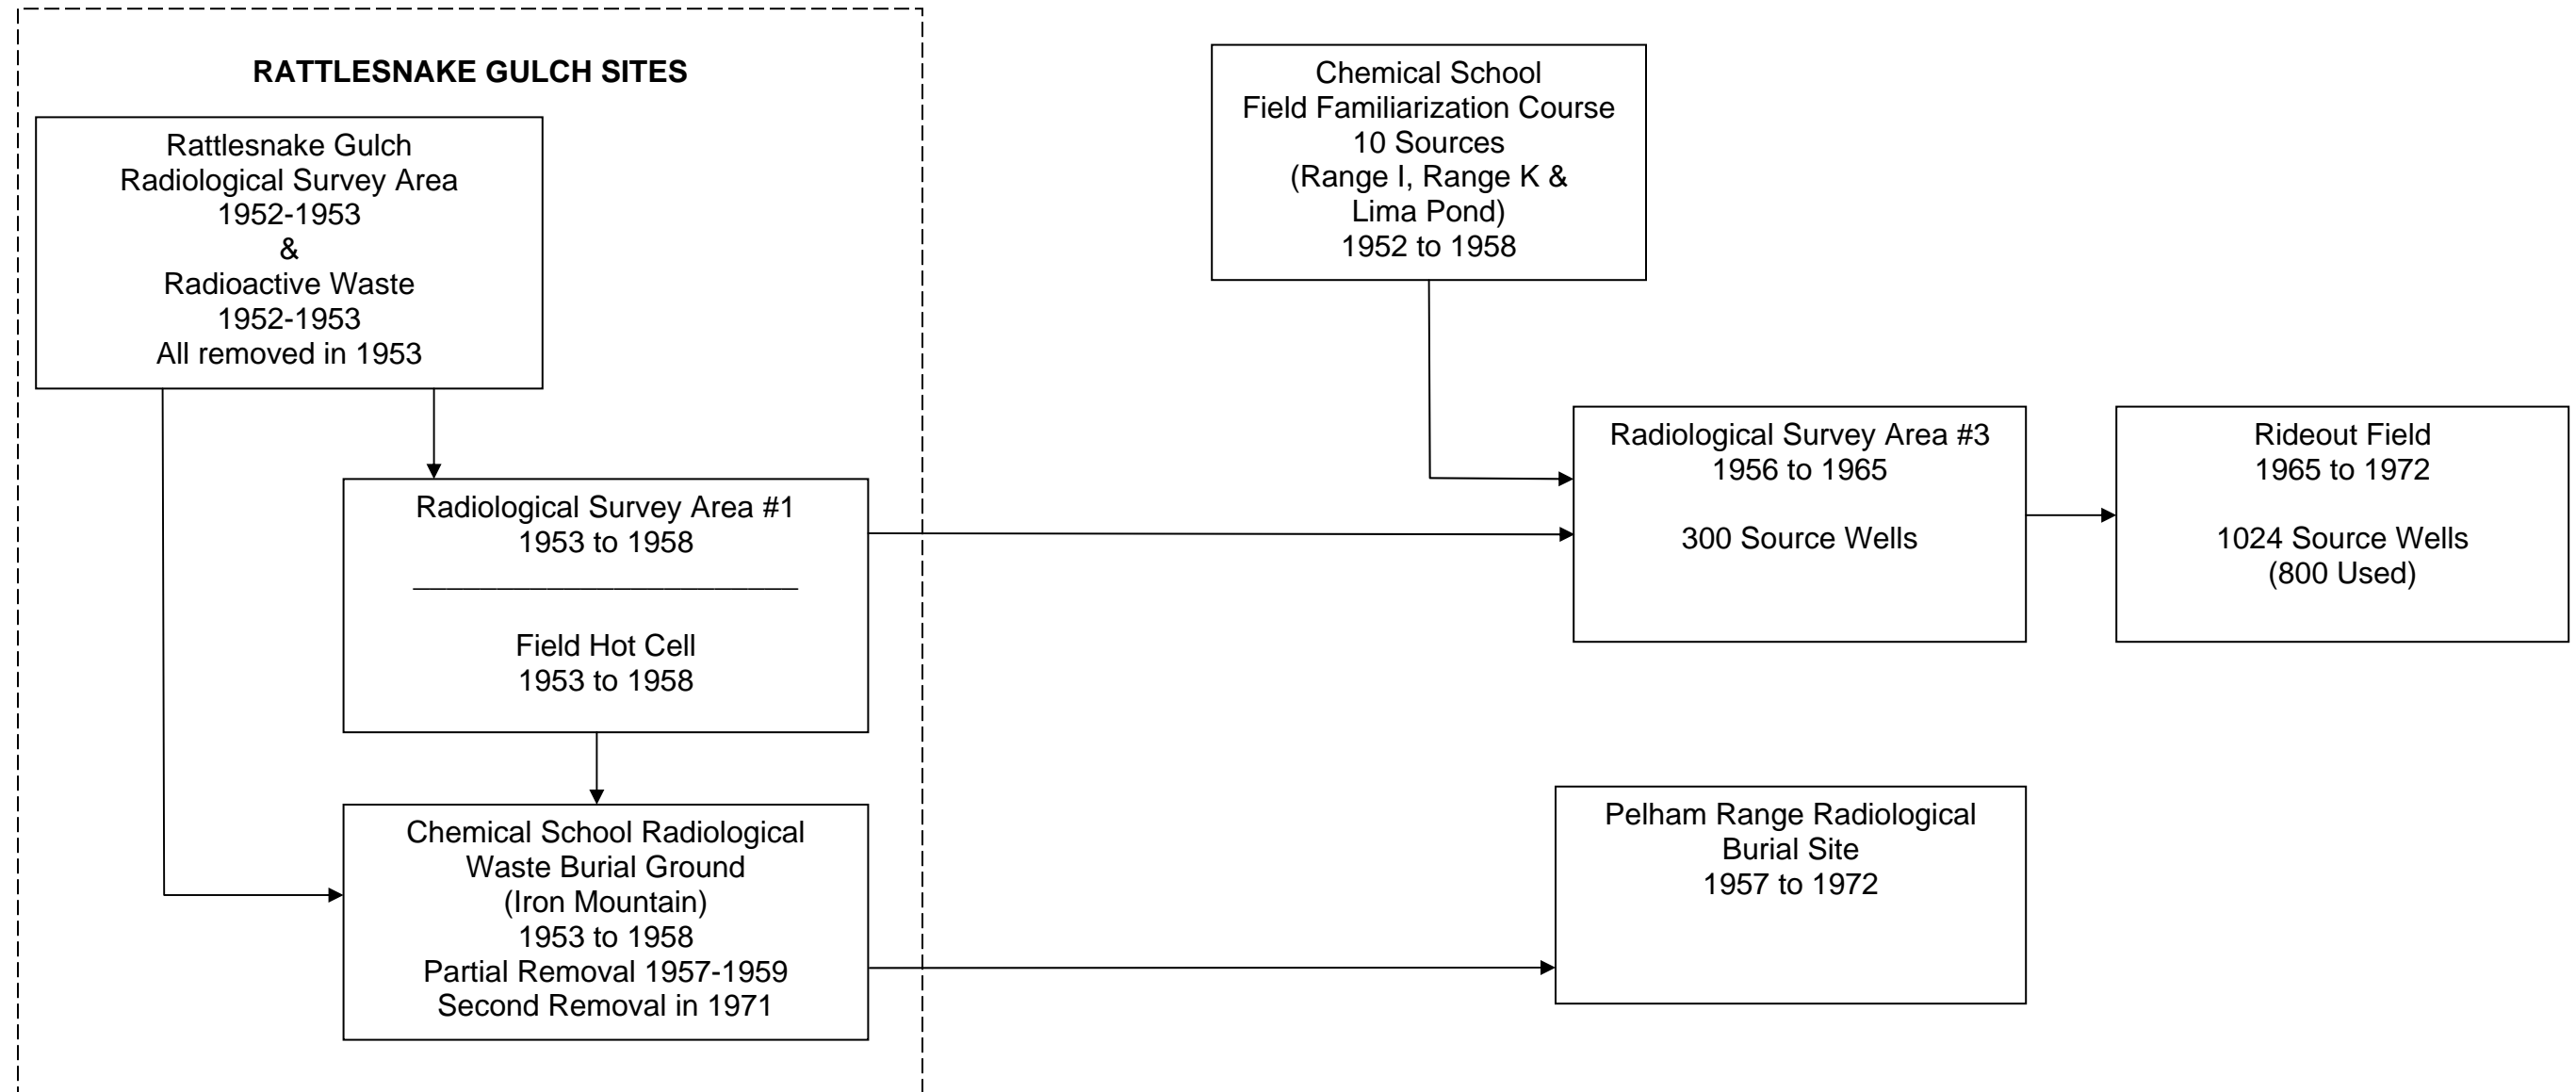 RATTLESNAKE GULCH SITES
Rattlesnake Gulch
Radiological Survey Area
1952-1953
&
Radioactive Waste
1952-1953
All removed in 1953
Chemical School
Field Familiarization Course
10 Sources
(Range I, Range K &
Lima Pond)
1952 to 1958
Radiological Survey Area #1
1953 to 1958
Field Hot Cell
1953 to 1958
Radiological Survey Area #3
1956 to 1965
300 Source Wells
Rideout Field
1965 to 1972
1024 Source Wells
(800 Used)
Chemical School Radiological
Waste Burial Ground
(Iron Mountain)
1953 to 1958
Partial Removal 1957-1959
Second Removal in 1971
Pelham Range Radiological
Burial Site
1957 to 1972